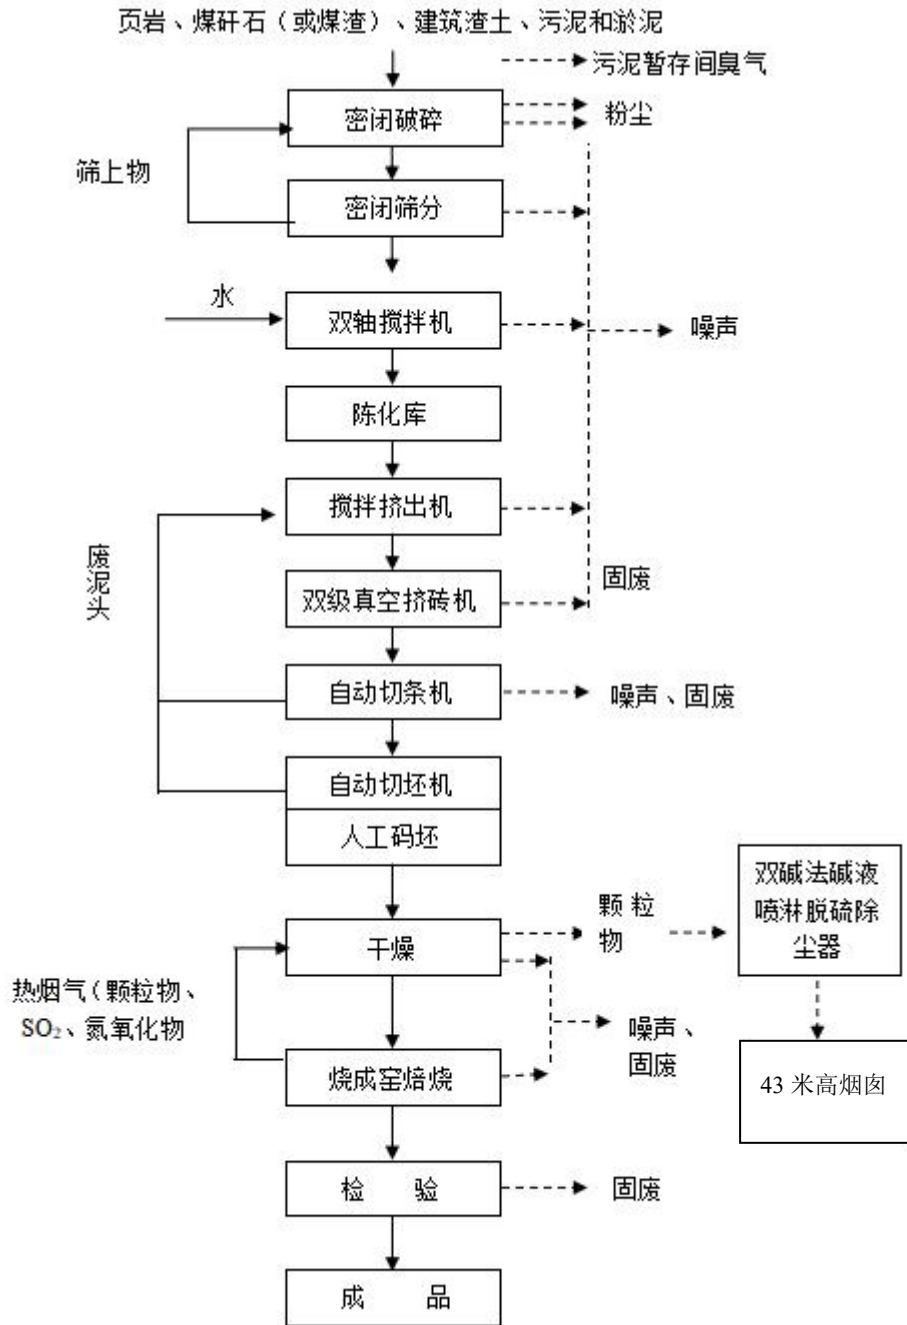 页岩、煤矸石（或煤渣）、建筑渣土、污泥和淤泥
污泥暂存间臭气
密闭破碎
粉尘
筛上物
密闭筛分
水
双轴搅拌机
噪声
陈化库
搅拌挤出机
废
泥
头
双级真空挤砖机
固废
自动切条机
噪声、固废
自动切坯机
人工码坯
双碱法碱液
喷淋脱硫除
尘器
颗 粒
物
干燥
热烟气（颗粒物、
SO₂、氮氧化物
噪声、
固废
烧成窑焙烧
43 米高烟囱
检 验
固废
成 品